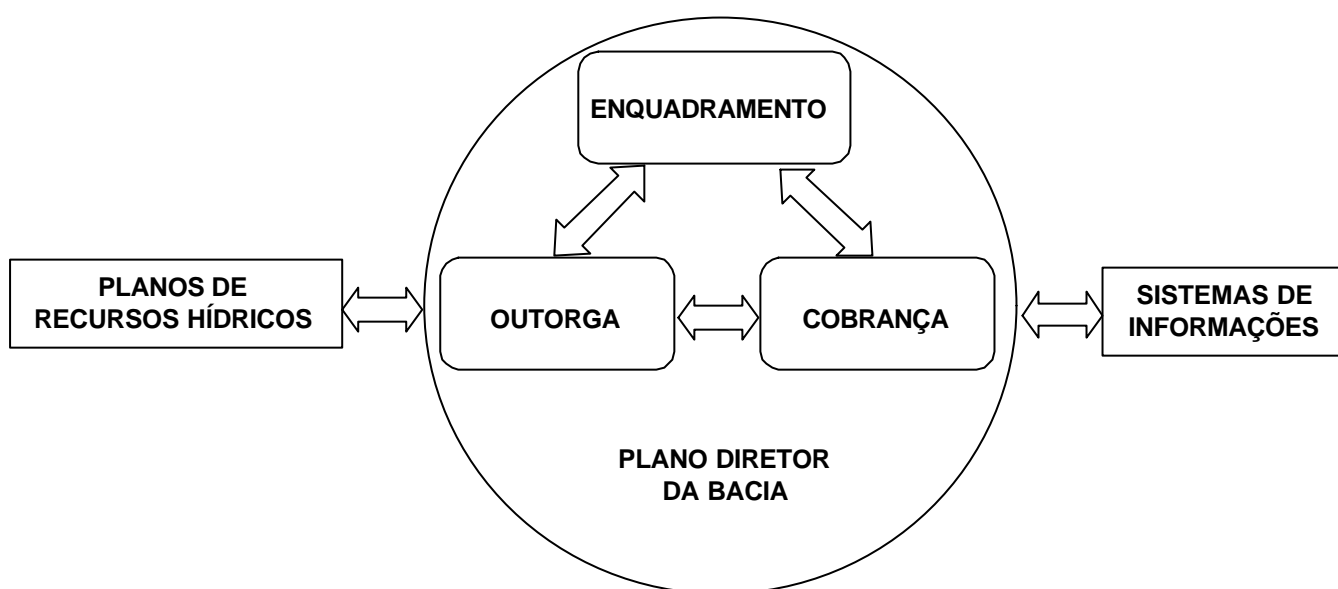 ENQUADRAMENTO
PLANOS DE
RECURSOS HÍDRICOS
OUTORGA
COBRANÇA
SISTEMAS DE
INFORMAÇÕES
PLANO DIRETOR
DA BACIA